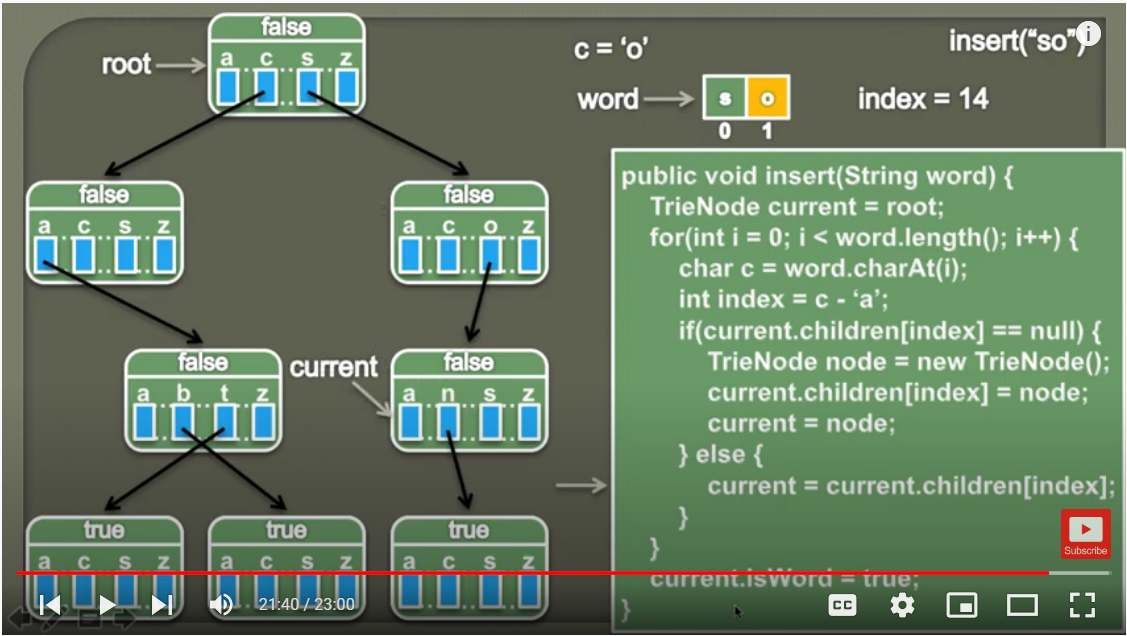 false
a c s z
root
c = ‘o’
insert(“so”)
i
word
s o
0 1
index = 14
false
a c s z
false
a c o z
false
a b t z
current
false
a n s z
true
a c s z
true
a c s z
true
a c s z
public void insert(String word) {
TrieNode current = root;
for(int i = 0; i < word.length(); i++) {
char c = word.charAt(i);
int index = c - ‘a’;
if(current.children[index] == null) {
TrieNode node = new TrieNode();
current.children[index] = node;
current = node;
} else {
current = current.children[index];
}
}
current.isWord = true;
}
Subscribe
21:40 / 23:00
CC